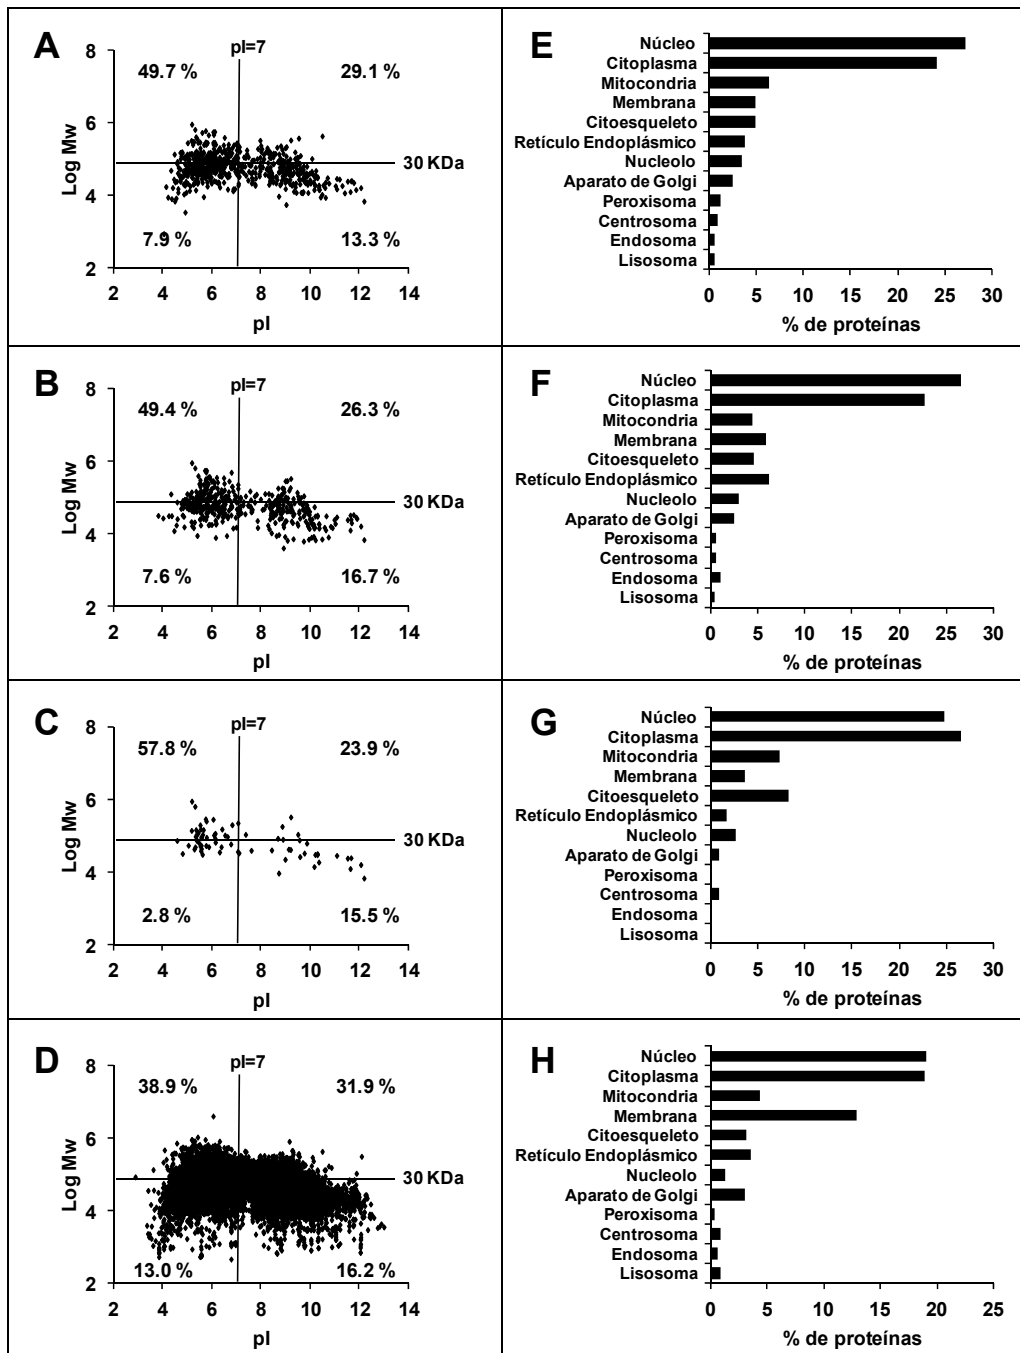 A
pI=7
8
49.7 %
29.1 %
6
Log Mw
30 KDa
4
7.9 %
13.3 %
2
2 4 6 8 10 12 14
pI
E
Núcleo
Citoplasma
Mitocondria
Membrana
Citoesqueleto
Retículo Endoplásmico
Nucleolo
Aparato de Golgi
Peroxisoma
Centrosoma
Endosoma
Lisosoma
0 5 10 15 20 25 30
% de proteínas
B
pI=7
8
49.4 %
26.3 %
6
Log Mw
30 KDa
4
7.6 %
16.7 %
2
2 4 6 8 10 12 14
pI
F
Núcleo
Citoplasma
Mitocondria
Membrana
Citoesqueleto
Retículo Endoplásmico
Nucleolo
Aparato de Golgi
Peroxisoma
Centrosoma
Endosoma
Lisosoma
0 5 10 15 20 25 30
% de proteínas
C
pI=7
8
57.8 %
23.9 %
6
Log Mw
30 KDa
4
2.8 %
15.5 %
2
2 4 6 8 10 12 14
pI
G
Núcleo
Citoplasma
Mitocondria
Membrana
Citoesqueleto
Retículo Endoplásmico
Nucleolo
Aparato de Golgi
Peroxisoma
Centrosoma
Endosoma
Lisosoma
0 5 10 15 20 25 30
% de proteínas
D
pI=7
8
38.9 %
31.9 %
6
Log Mw
30 KDa
4
13.0 %
16.2 %
2
2 4 6 8 10 12 14
pI
H
Núcleo
Citoplasma
Mitocondria
Membrana
Citoesqueleto
Retículo Endoplásmico
Nucleolo
Aparato de Golgi
Peroxisoma
Centrosoma
Endosoma
Lisosoma
0 5 10 15 20 25
% de proteínas